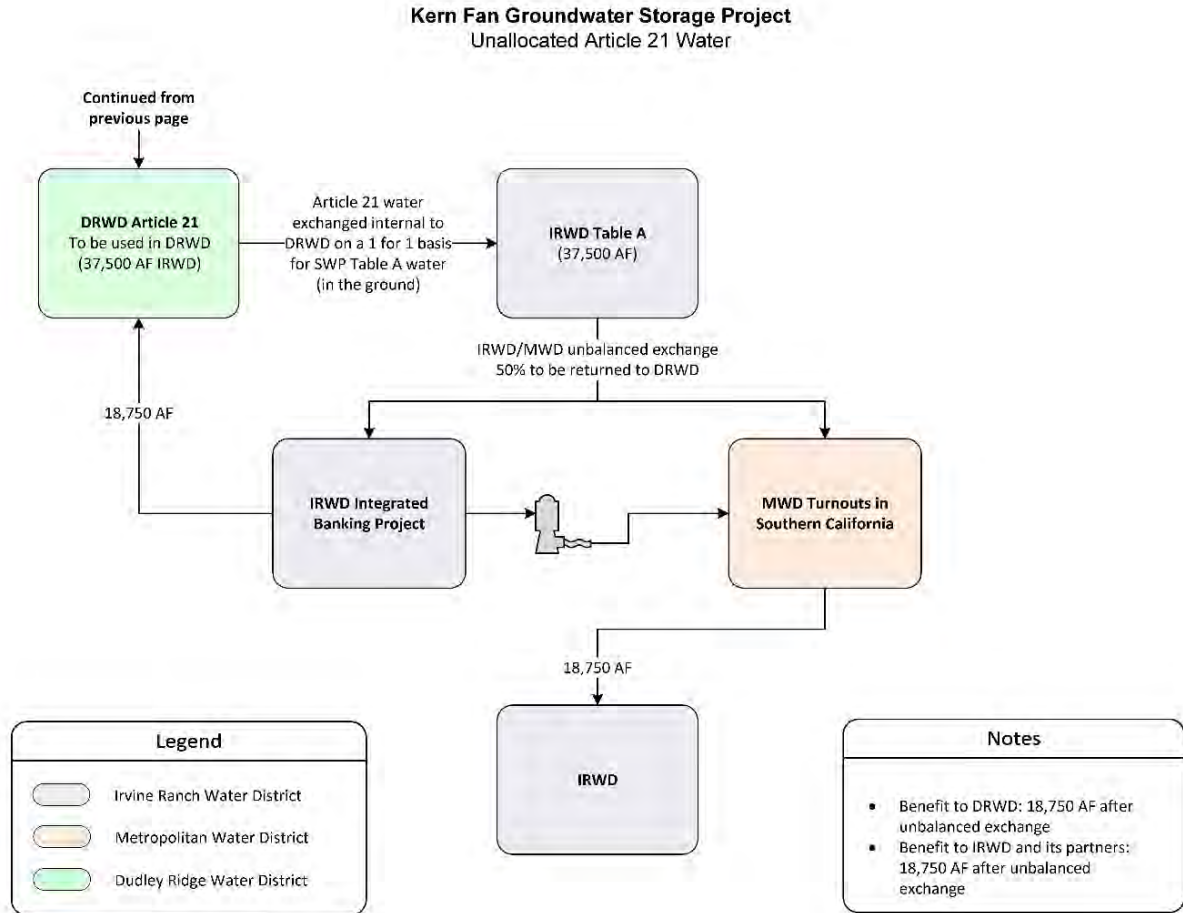 Kern Fan Groundwater Storage Project
Unallocated Article 21 Water
Continued from
previous page
DRWD Article 21
To be used in DRWD
(37,500 AF IRWD)
Article 21 water
exchanged internal to
DRWD on a 1 for 1 basis
for SWP Table A water
(in the ground)
IRWD Table A
(37,500 AF)
IRWD/MWD unbalanced exchange
50% to be returned to DRWD
18,750 AF
IRWD Integrated
Banking Project
MWD Turnouts in
Southern California
18,750 AF
IRWD
Legend
Irvine Ranch Water District
Metropolitan Water District
Dudley Ridge Water District
Notes
• Benefit to DRWD: 18,750 AF after
unbalanced exchange
• Benefit to IRWD and its partners:
18,750 AF after unbalanced
exchange